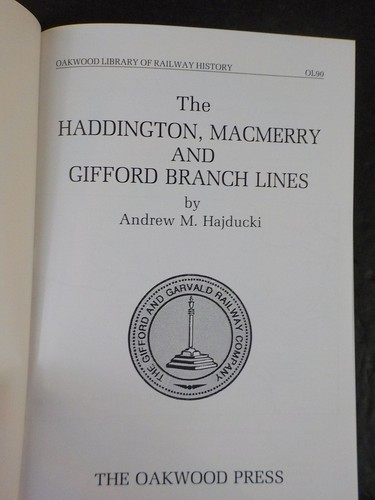 OAKWOOD LIBRARY OF RAILWAY HISTORY OL90
The
HADDINGTON, MACMERRY
AND
GIFFORD BRANCH LINES
by
Andrew M. Hajducki
THE GIFFORD AND GARVALD RAILWAY COMPANY
THE OAKWOOD PRESS